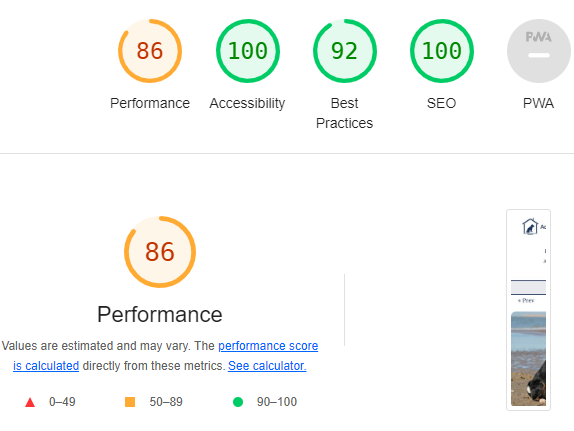 86
100
92
100
PWA
Performance
Accessibility
Best
Practices
SEO
PWA
86
Performance
Values are estimated and may vary. The performance score
is calculated directly from these metrics. See calculator.
0–49
50–89
90–100
« Prev